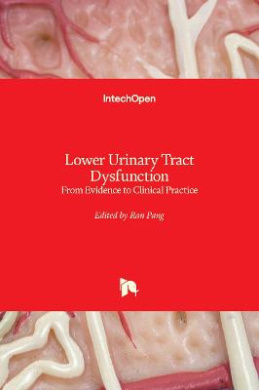 IntechOpen
Lower Urinary Tract
Dysfunction
From Evidence to Clinical Practice
Edited by Ran Pang